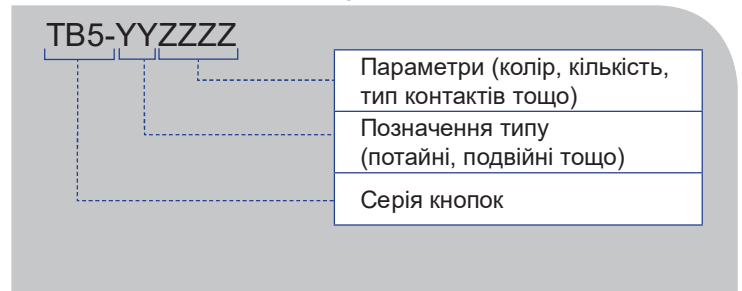 TB5-YYZZZZ
Параметри (колір, кількість,
тип контактів тощо)
Позначення типу
(потайні, подвійні тощо)
Серія кнопок